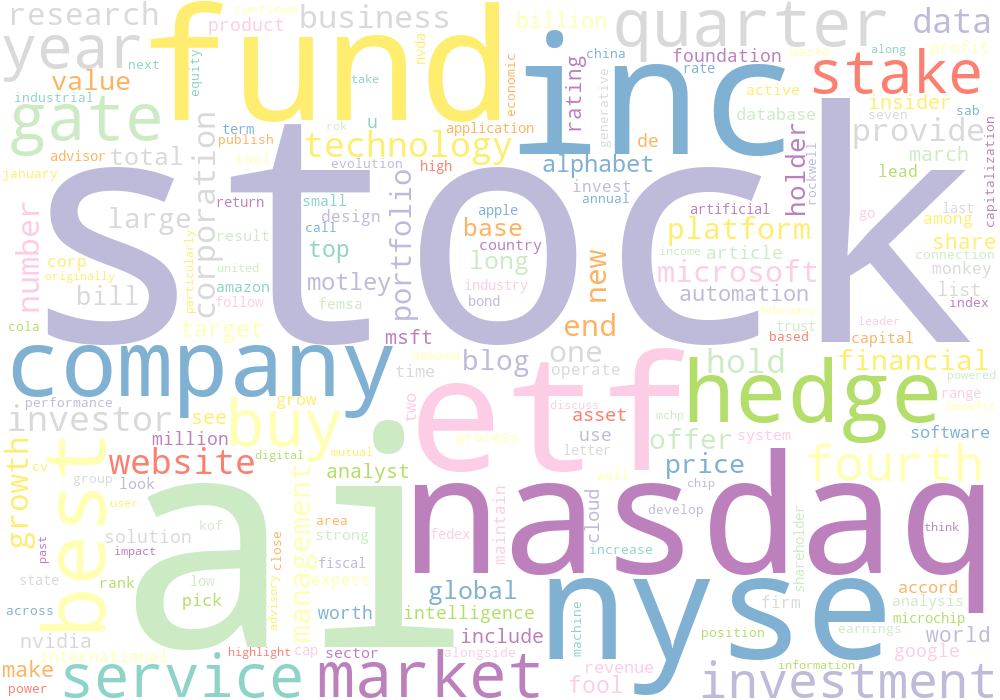 research
year
fund
product
continue
business
billion
quarter
data
next
equity
nvda
take
economic
inc
china
rate
foundation
waste
along
profit
value
industrial
gate
corporation
rating
generative
stake
active
insider
database
seven
sab
capitalization
term
publish
rok
u
technology
application
de
holder
rockwell
provide
march
advisor
total
tool
evolution
high
alphabet
lead
january
stock
return
small
call
design
portfolio
apple
annual
invest
artificial
go
last
among
number
large
result
base
country
new
platform
article
connection
share
corp
originally
particularly
united
top
long
income
monkey
bill
amazon
motley
industry
microsoft
list
follow
femsa
bond
automation
february
index
cola
target
msft
end
trust
leader
based
capital
company
time
demand
blog
one
operate
hold
financial
etf
hedge
powered
range
benefit
performance
investor
see
grow
buy
two
discuss
asset
mchp
million
mutual
process
use
letter
offer
system
software
growth
cv
best
website
digital
analyst
well
price
fourth
group
look
user
management
ai
nasdaq
maintain
cloud
chip
develop
shareholder
think
past
solution
impact
kof
close
area
strong
fedex
increase
state
rank
low
fiscal
expect
pick
global
accord
across
advisory
worth
intelligence
machine
nyse
firm
analysis
microchip
nvidia
include
position
earnings
world
international
highlight
cap
sector
alongside
google
make
power
service
market
fool
revenue
information
investment